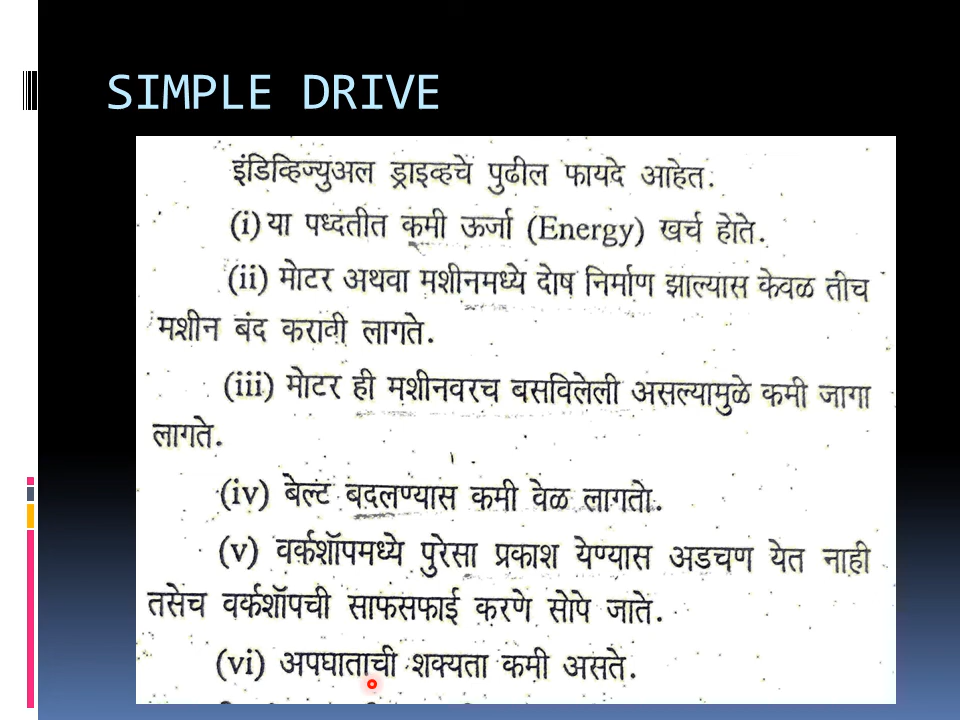 SIMPLE DRIVE
इंडिव्हिज्युअल ड्राइव्हचे पुढील फायदे आहेत.
(i) या पध्दतीत कमी ऊर्जा (Energy) खर्च होते.
(ii) मोटर अथवा मशीनमध्ये दोष निर्माण झाल्यास केवळ तीच
मशीन बंद करावी लागते.
(iii) मोटर ही मशीनवरच बसविलेली असल्यामुळे कमी जागा
लागते.
(iv) बेल्ट बदलण्यास कमी वेळ लागतो.
(v) वर्कशॉपमध्ये पुरेसा प्रकाश येण्यास अडचण येत नाही
तसेच वर्कशॉपची साफसफाई करणे सोपे जाते.
(vi) अपघाताची शक्यता कमी असते.